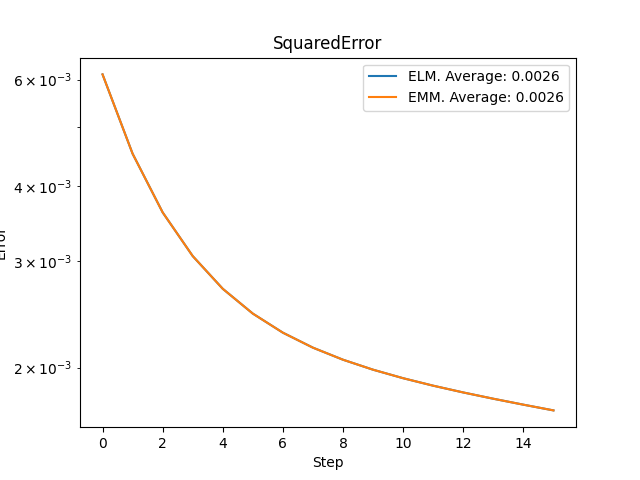 SquaredError
ELM. Average: 0.0026
EMM. Average: 0.0026
6 × 10⁻³
4 × 10⁻³
3 × 10⁻³
2 × 10⁻³
Error
0 2 4 6 8 10 12 14
Step